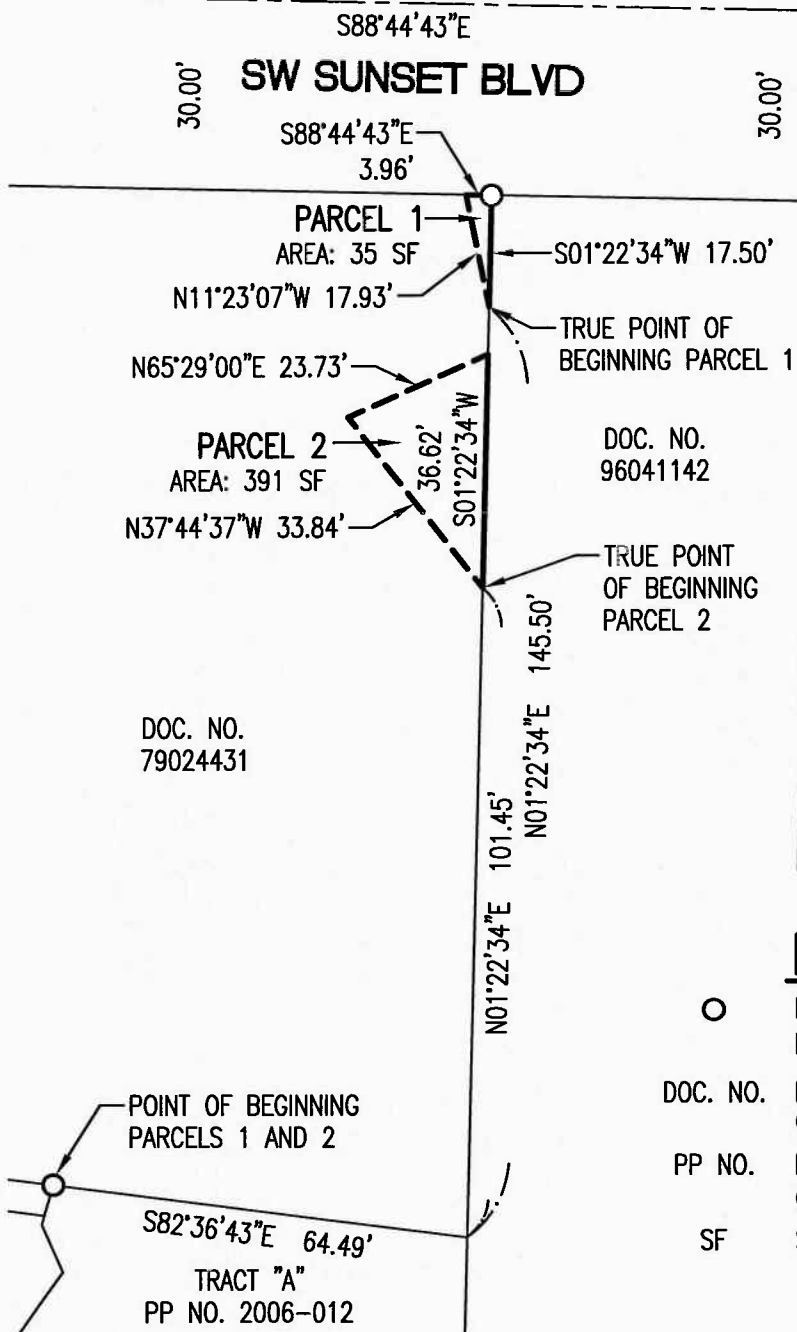 S88°44'43"E
SW SUNSET BLVD
30.00'
30.00'
S88°44'43"E
3.96'
PARCEL 1
AREA: 35 SF
S01°22'34"W 17.50'
N11°23'07"W 17.93'
TRUE POINT OF
BEGINNING PARCEL 1
N65°29'00"E 23.73'
PARCEL 2
AREA: 391 SF
36.62'
S01°22'34"W
DOC. NO.
96041142
N37°44'37"W 33.84'
TRUE POINT
OF BEGINNING
PARCEL 2
N01°22'34"E 145.50'
DOC. NO.
79024431
N01°22'34"E 101.45'
DOC. NO.
POINT OF BEGINNING
PARCELS 1 AND 2
PP NO.
S82°36'43"E 64.49'
SF
TRACT "A"
PP NO. 2006-012